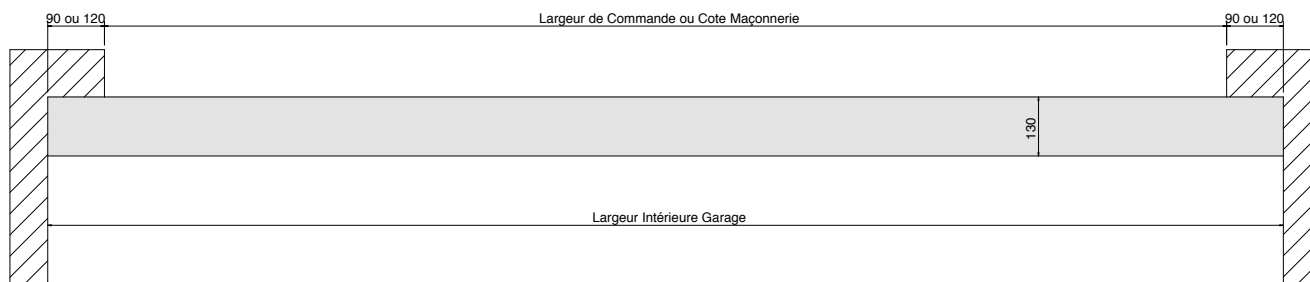 90 ou 120
Largeur de Commande ou Cote Maçonnerie
90 ou 120
130
Largeur Intérieure Garage